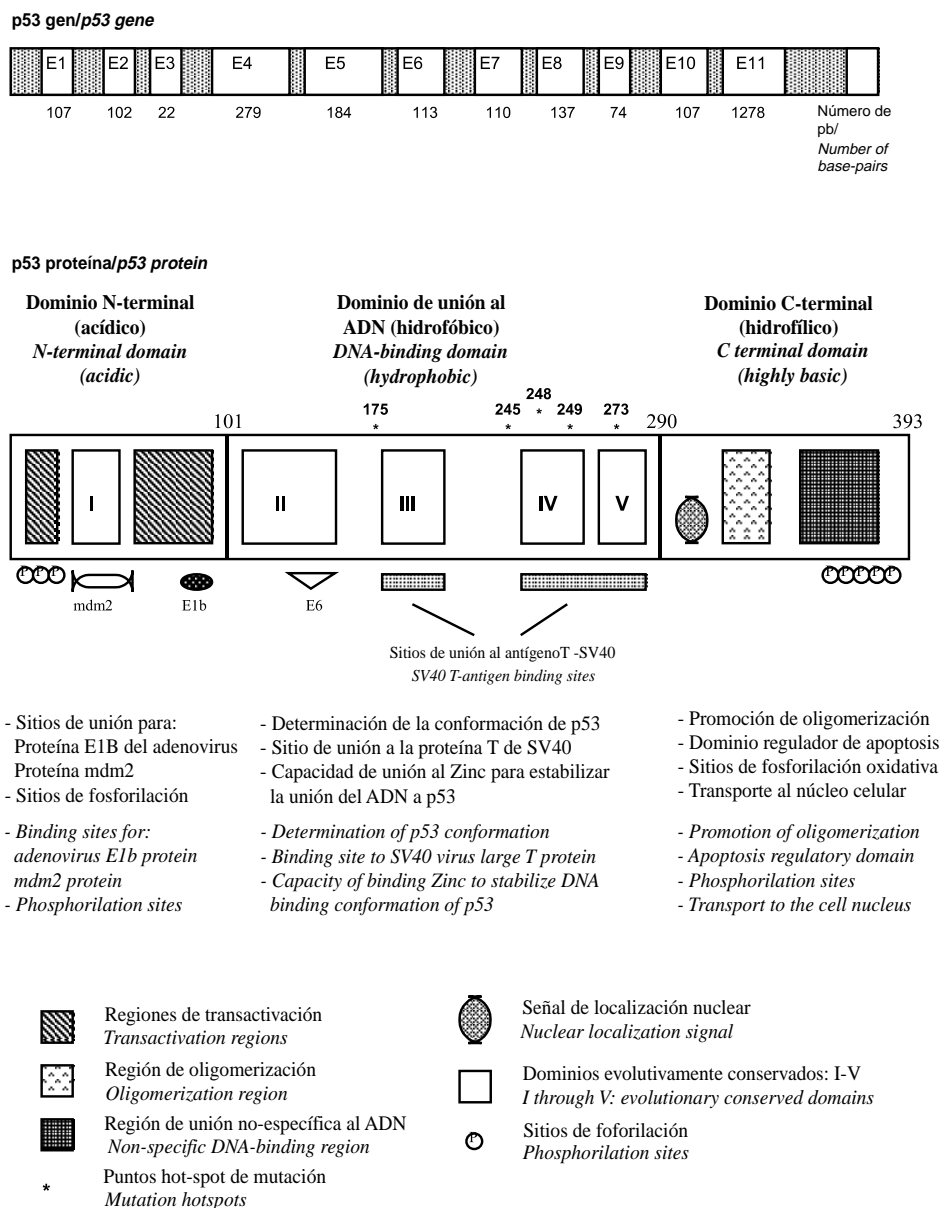 p53 gen/p53 gene
E1 E2 E3 E4 E5 E6 E7 E8 E9 E10 E11
107 102 22 279 184 113 110 137 74 107 1278 Número de
pb/
Number of
base-pairs
p53 proteína/p53 protein
Dominio N-terminal
(acídico)
N-terminal domain
(acidic)
Dominio de unión al
ADN (hidrofóbico)
DNA-binding domain
(hydrophobic)
Dominio C-terminal
(hidrofílico)
C terminal domain
(highly basic)
101 175 245 248 249 273 290 393
* * * * *
I II III IV V
P P P P P P P P
mdm2 E1b E6
Sitios de unión al antígenoT -SV40
SV40 T-antigen binding sites
- Sitios de unión para:
Proteína E1B del adenovirus
Proteína mdm2
- Sitios de fosforilación
- Binding sites for:
adenovirus E1b protein
mdm2 protein
- Phosphorilation sites
- Determinación de la conformación de p53
- Sitio de unión a la proteína T de SV40
- Capacidad de unión al Zinc para estabilizar
la unión del ADN a p53
- Determination of p53 conformation
- Binding site to SV40 virus large T protein
- Capacity of binding Zinc to stabilize DNA
binding conformation of p53
- Promoción de oligomerización
- Dominio regulador de apoptosis
- Sitios de fosforilación oxidativa
- Transporte al núcleo celular
- Promotion of oligomerization
- Apoptosis regulatory domain
- Phosphorilation sites
- Transport to the cell nucleus
Regiones de transactivación
Transactivation regions
Región de oligomerización
Oligomerization region
Región de unión no-específica al ADN
Non-specific DNA-binding region
* Puntos hot-spot de mutación
Mutation hotspots
Señal de localización nuclear
Nuclear localization signal
Dominios evolutivamente conservados: I-V
I through V: evolutionary conserved domains
P Sitios de foforilación
Phosphorilation sites